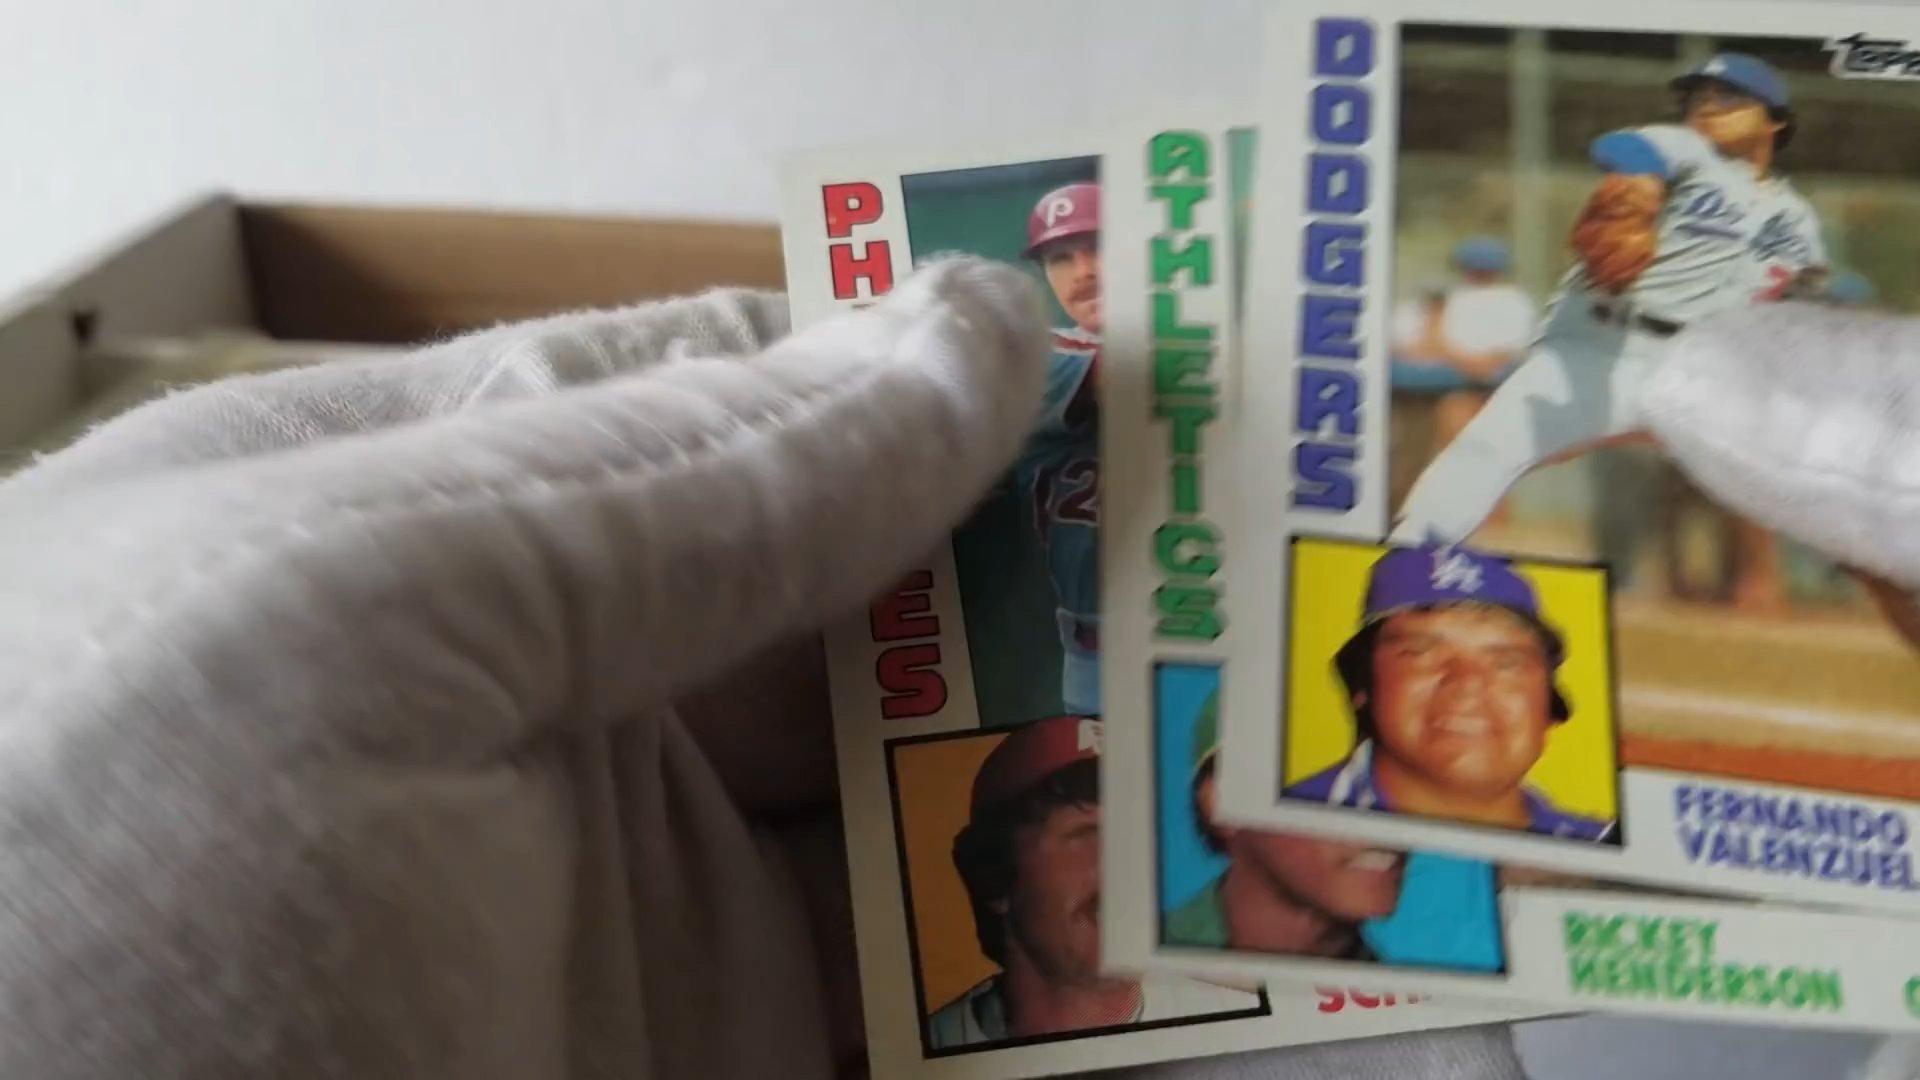 DODGERS
FERNANDO
VALENZUEL
ATHLETICS
RICKEY
HENDERSON
PH
ES
P